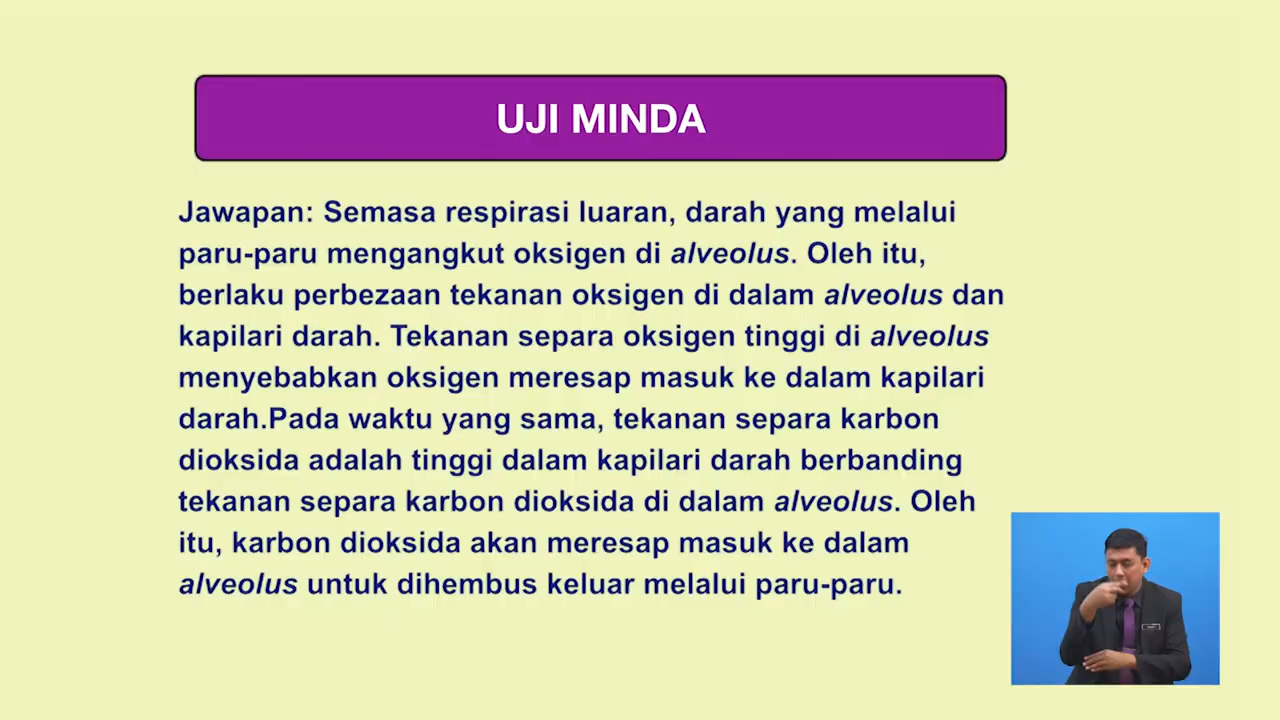 UJI MINDA
Jawapan: Semasa respirasi luaran, darah yang melalui
paru-paru mengangkut oksigen di alveolus. Oleh itu,
berlaku perbezaan tekanan oksigen di dalam alveolus dan
kapilari darah. Tekanan separa oksigen tinggi di alveolus
menyebabkan oksigen meresap masuk ke dalam kapilari
darah.Pada waktu yang sama, tekanan separa karbon
dioksida adalah tinggi dalam kapilari darah berbanding
tekanan separa karbon dioksida di dalam alveolus. Oleh
itu, karbon dioksida akan meresap masuk ke dalam
alveolus untuk dihembus keluar melalui paru-paru.